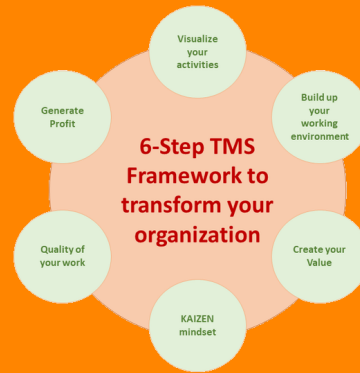 Visualize
your
activities
Build up
your
working
environment
Create your
Value
KAIZEN
mindset
Quality of
your work
Generate
Profit
6-Step TMS
Framework to
transform your
organization